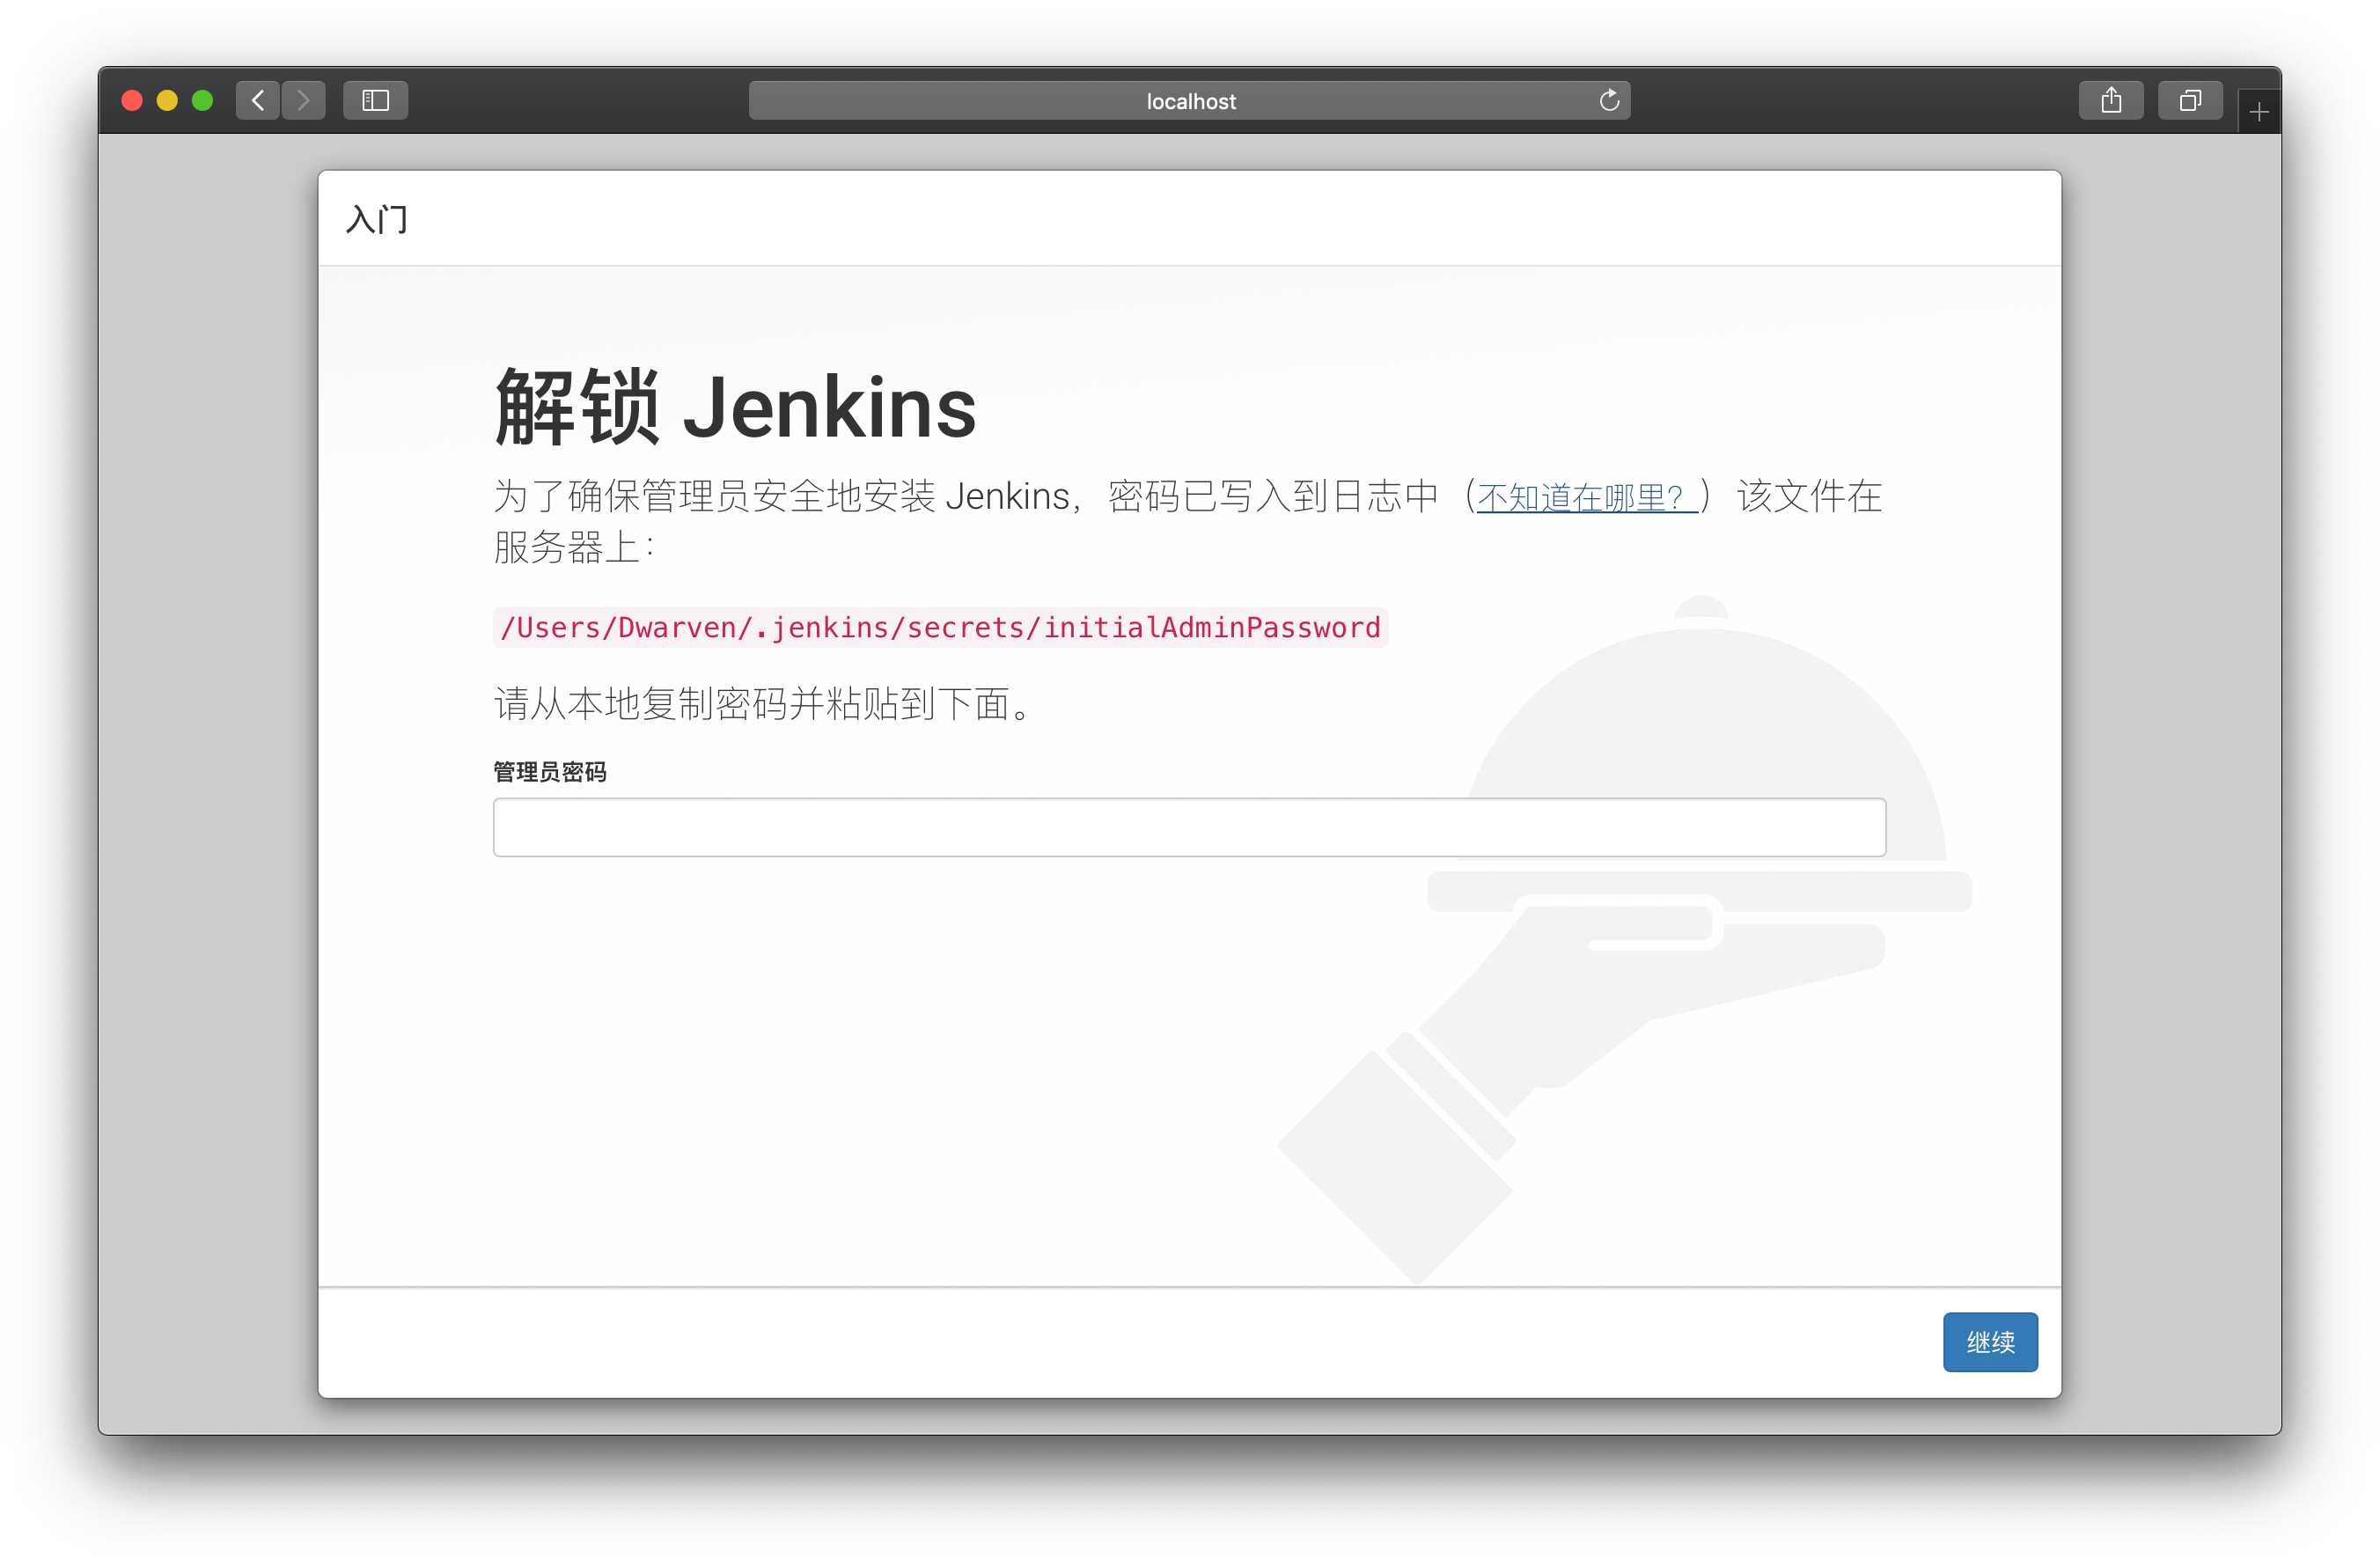 localhost
入门
解锁 Jenkins
为了确保管理员安全地安装 Jenkins，密码已写入到日志中（不知道在哪里？）该文件在
服务器上：
/Users/Dwarven/.jenkins/secrets/initialAdminPassword
请从本地复制密码并粘贴到下面。
管理员密码
继续